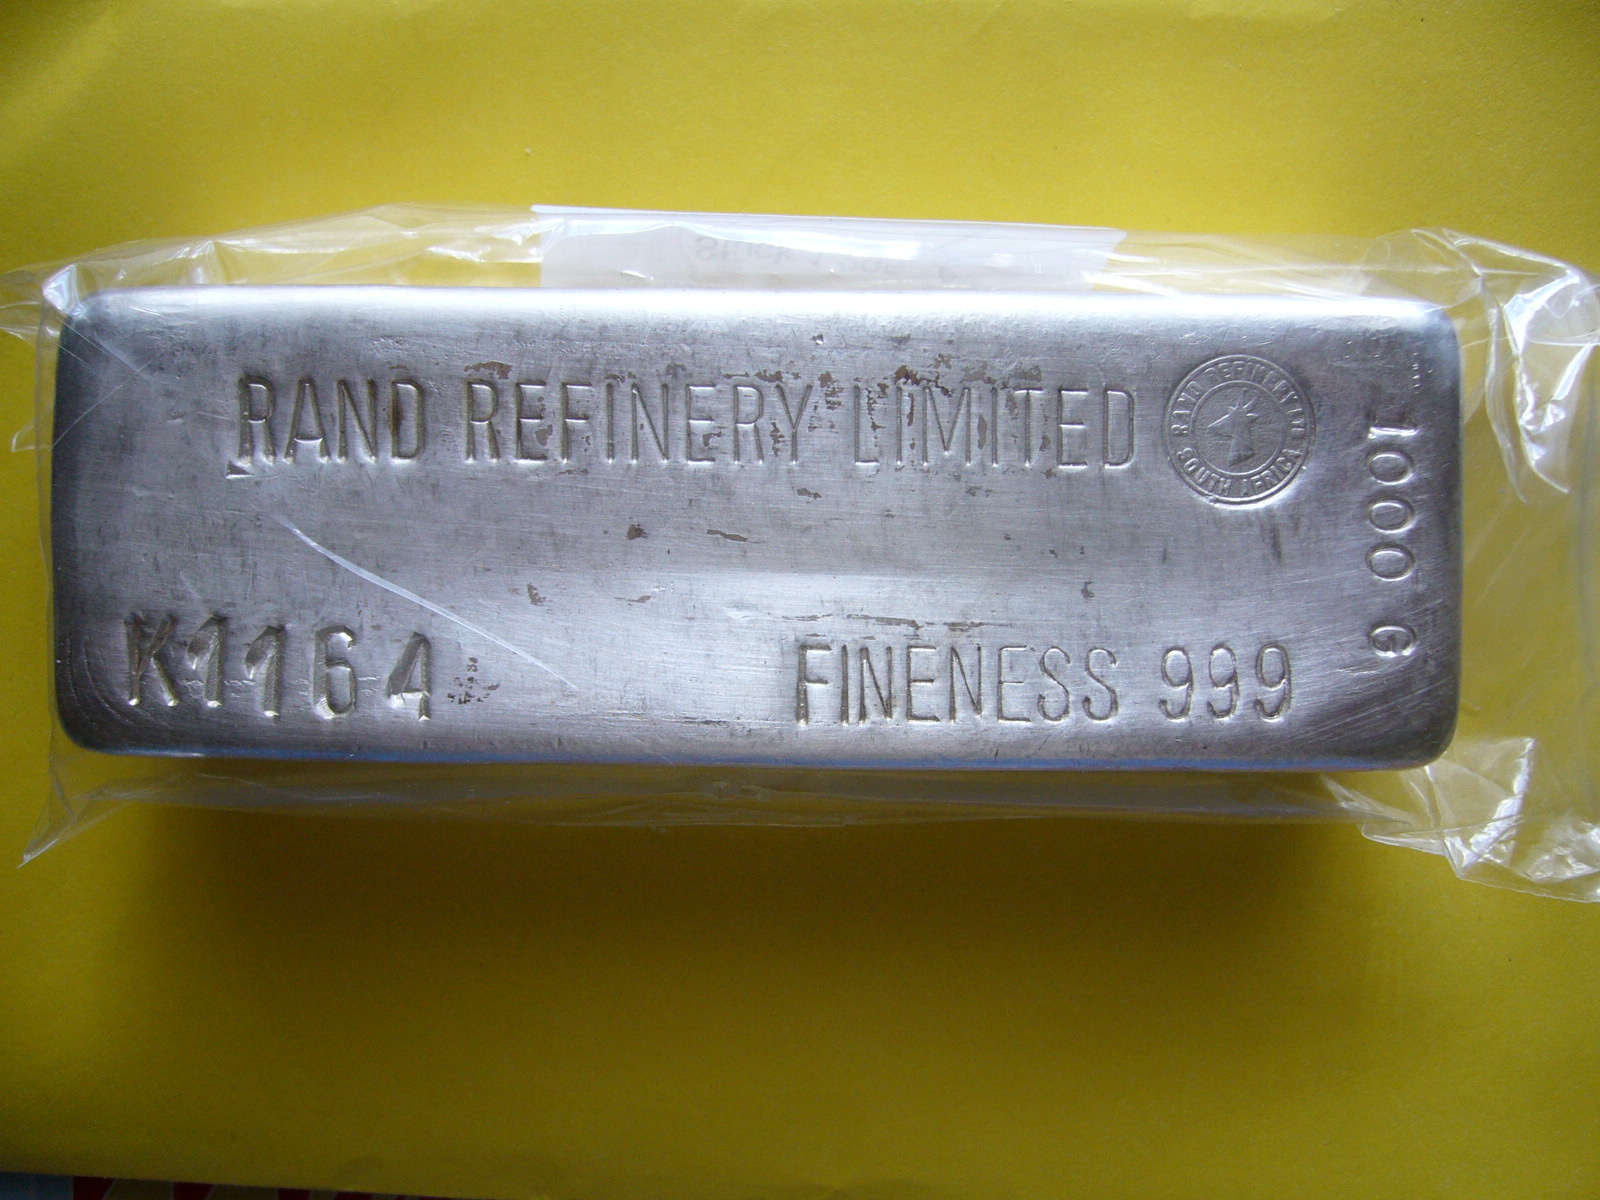 RAND REFINERY LIMITED
RAND REFINERY LTD
SOUTH AFRICA
1000 G
K1164
FINENESS 999